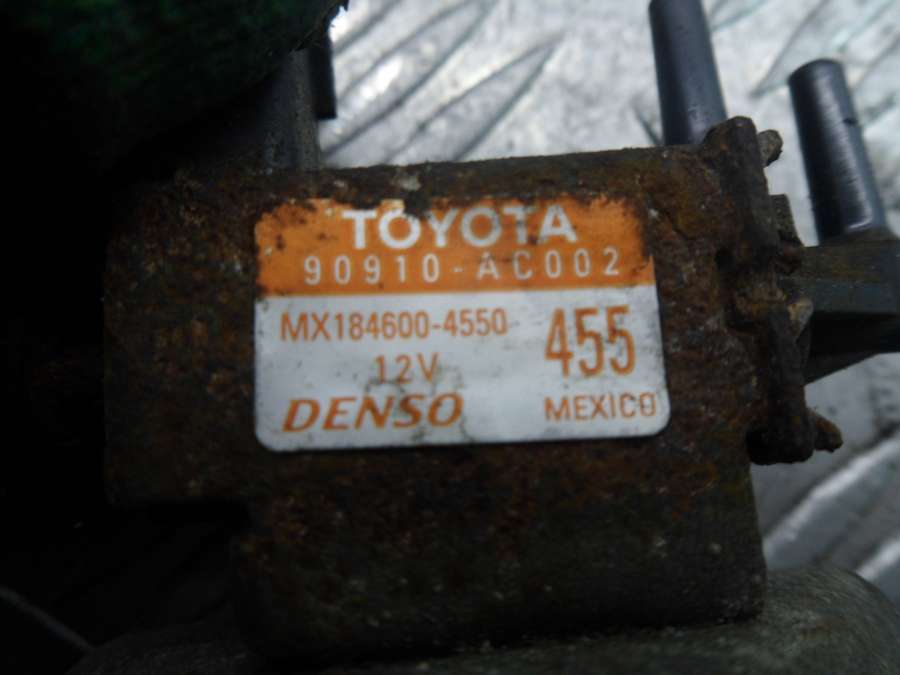 TOYOTA
90910-AC002
MX184600-4550 455
12V
DENSO MEXICO